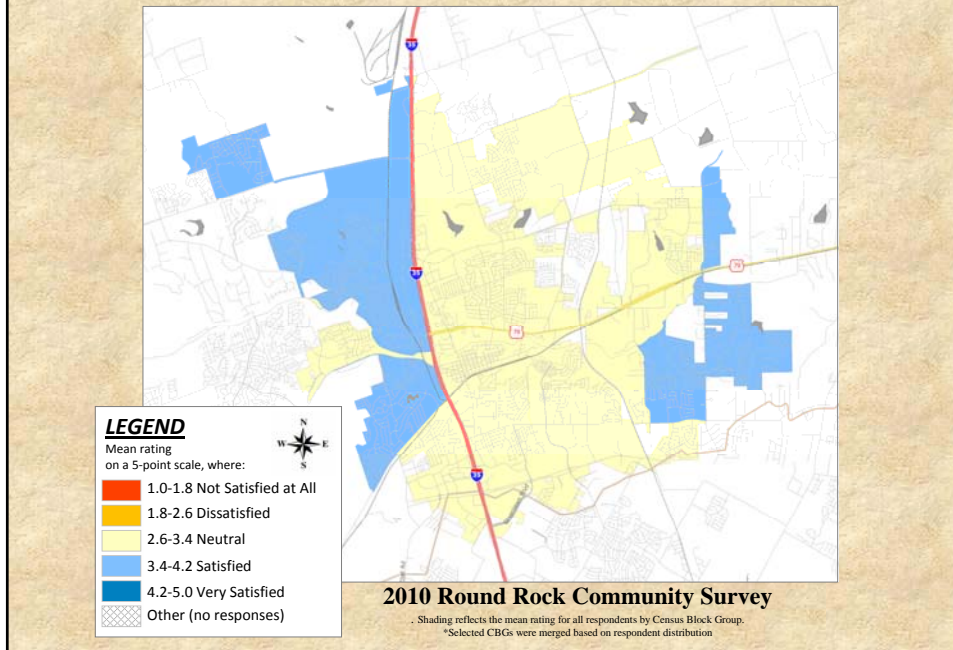 35
35
79
79
35
LEGEND
N
W E
S
Mean rating
on a 5-point scale, where:
1.0-1.8 Not Satisfied at All
1.8-2.6 Dissatisfied
2.6-3.4 Neutral
3.4-4.2 Satisfied
4.2-5.0 Very Satisfied
Other (no responses)
2010 Round Rock Community Survey
. Shading reflects the mean rating for all respondents by Census Block Group.
*Selected CBGs were merged based on respondent distribution